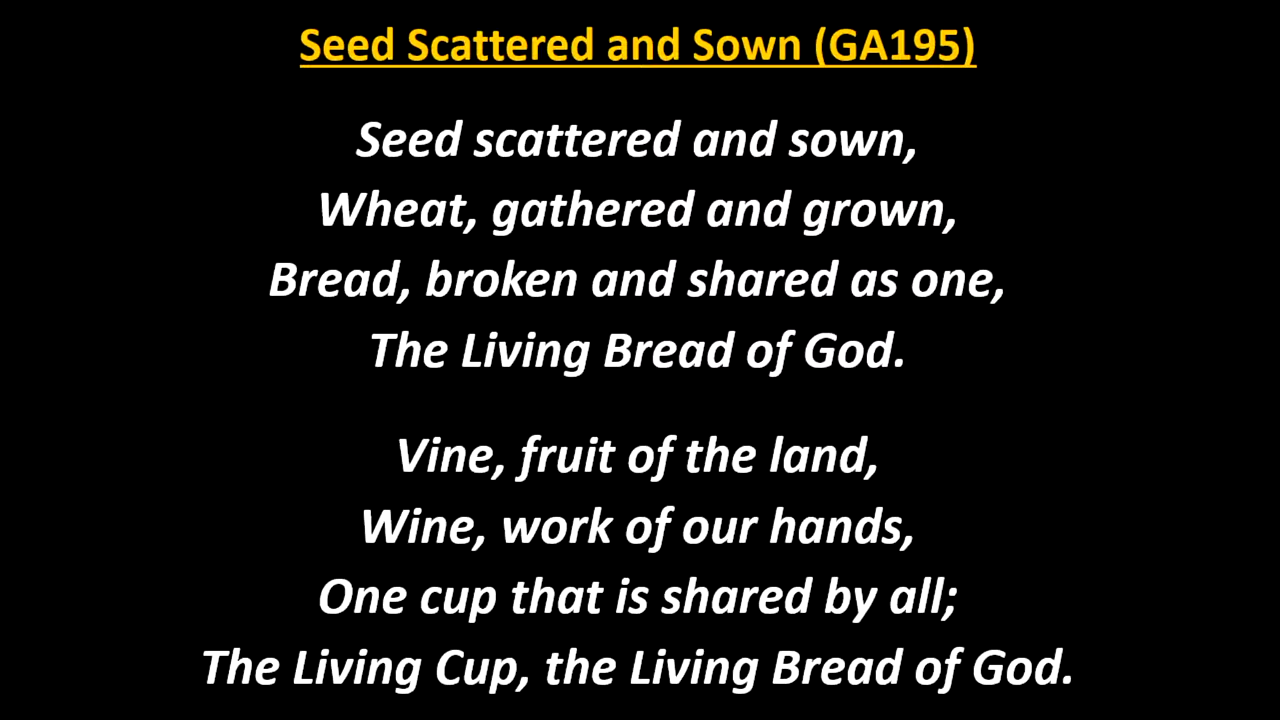 Seed Scattered and Sown (GA195)
Seed scattered and sown,
Wheat, gathered and grown,
Bread, broken and shared as one,
The Living Bread of God.
Vine, fruit of the land,
Wine, work of our hands,
One cup that is shared by all;
The Living Cup, the Living Bread of God.